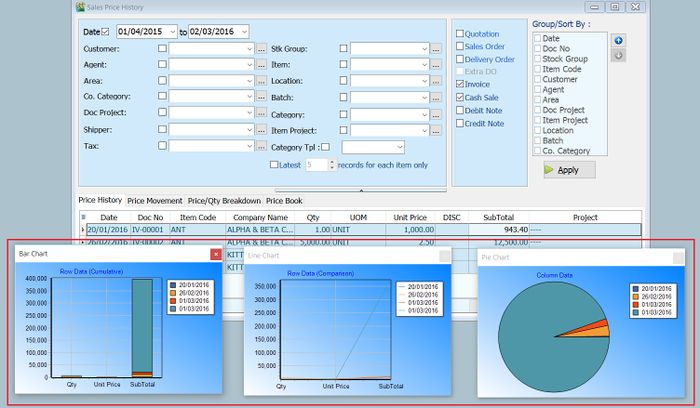 Sales Price History
Date 01/04/2015 to 02/03/2016
Customer:
Agent:
Area:
Co. Category:
Doc Project:
Shipper:
Tax:
Stk Group:
Item:
Location:
Batch:
Category:
Item Project:
Category Tpl :
Latest 5 records for each item only
Quotation
Sales Order
Delivery Order
Extra DO
Invoice
Cash Sale
Debit Note
Credit Note
Group/Sort By :
Date
Doc No
Stock Group
Item Code
Customer
Agent
Area
Doc Project
Item Project
Location
Batch
Co. Category
Apply
Price History Price Movement Price/Qty Breakdown Price Book
Date Doc No Item Code Company Name Qty UOM Unit Price DISC SubTotal Project
20/01/2016 IV-00001 ANT ALPHA & BETA C... 1.00 UNIT 1,000.00 943.40 ----
26/02/2016 IV-00002 ANT ALPHA & BETA C... 5,000.00 UNIT 2.50 12,500.00 ----
KITT
KITT
Bar Chart
Row Data (Cumulative)
400,000
350,000
300,000
250,000
200,000
150,000
100,000
50,000
0
Qty Unit Price SubTotal
20/01/2016
26/02/2016
01/03/2016
01/03/2016
Line Chart
Row Data (Comparison)
350,000
300,000
250,000
200,000
150,000
100,000
50,000
0
Qty Unit Price SubTotal
20/01/2016
26/02/2016
01/03/2016
01/03/2016
Pie Chart
Column Data
20/01/2016
26/02/2016
01/03/2016
01/03/2016